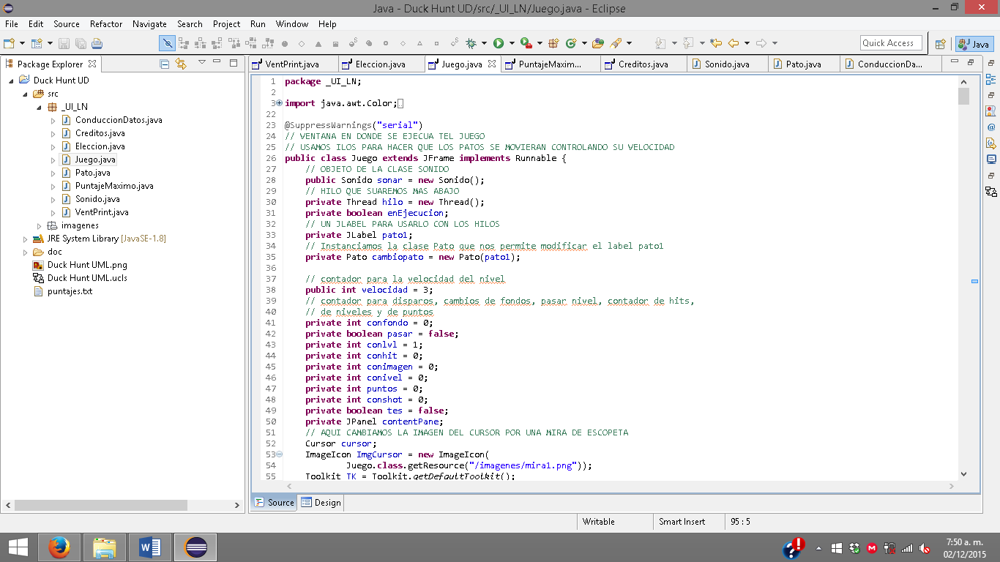 Java - Duck Hunt UD/src/_UI_LN/Juego.java - Eclipse
File Edit Source Refactor Navigate Search Project Run Window Help
Quick Access
Java
Package Explorer
Duck Hunt UD
src
_UI_LN
ConduccionDatos.java
Creditos.java
Eleccion.java
Juego.java
Pato.java
PuntajeMaximo.java
Sonido.java
VentPrint.java
imagenes
JRE System Library [JavaSE-1.8]
doc
Duck Hunt UML.png
Duck Hunt UML.ucls
puntajes.txt
VentPrint.java Eleccion.java Juego.java PuntajeMaxim... Creditos.java Sonido.java Pato.java ConduccionDa...
1 package _UI_LN;
2
3 import java.awt.Color;
22
23 @SuppressWarnings("serial")
24 // VENTANA EN DONDE SE EJECUA TEL JUEGO
25 // USAMOS ILOS PARA HACER QUE LOS PATOS SE MOVIERAN CONTROLANDO SU VELOCIDAD
26 public class Juego extends JFrame implements Runnable {
27 // OBJETO DE LA CLASE SONIDO
28 public Sonido sonar = new Sonido();
29 // HILO QUE SUAREMOS MAS ABAJO
30 private Thread hilo = new Thread();
31 private boolean enEjecucion;
32 // UN JLABEL PARA USARLO CON LOS HILOS
33 private JLabel pato1;
34 // Instanciamos la clase Pato que nos permite modificar el label pato1
35 private Pato cambiopato = new Pato(pato1);
36
37 // contador para la velocidad del nivel
38 public int velocidad = 3;
39 // contador para disparos, cambios de fondos, pasar nivel, contador de hits,
40 // de niveles y de puntos
41 private int confondo = 0;
42 private boolean pasar = false;
43 private int conlvl = 1;
44 private int conhit = 0;
45 private int conimagen = 0;
46 private int conivel = 0;
47 private int puntos = 0;
48 private int conshot = 0;
49 private boolean tes = false;
50 private JPanel contentPane;
51 // AQUI CAMBIAMOS LA IMAGEN DEL CURSOR POR UNA MIRA DE ESCOPETA
52 Cursor cursor;
53 ImageIcon ImgCursor = new ImageIcon(
54 Juego.class.getResource("/imagenes/mira1.png"));
55 Toolkit TK = Toolkit.getDefaultToolkit();
Source Design
Writable Smart Insert 95 : 5
7:50 a. m.
02/12/2015